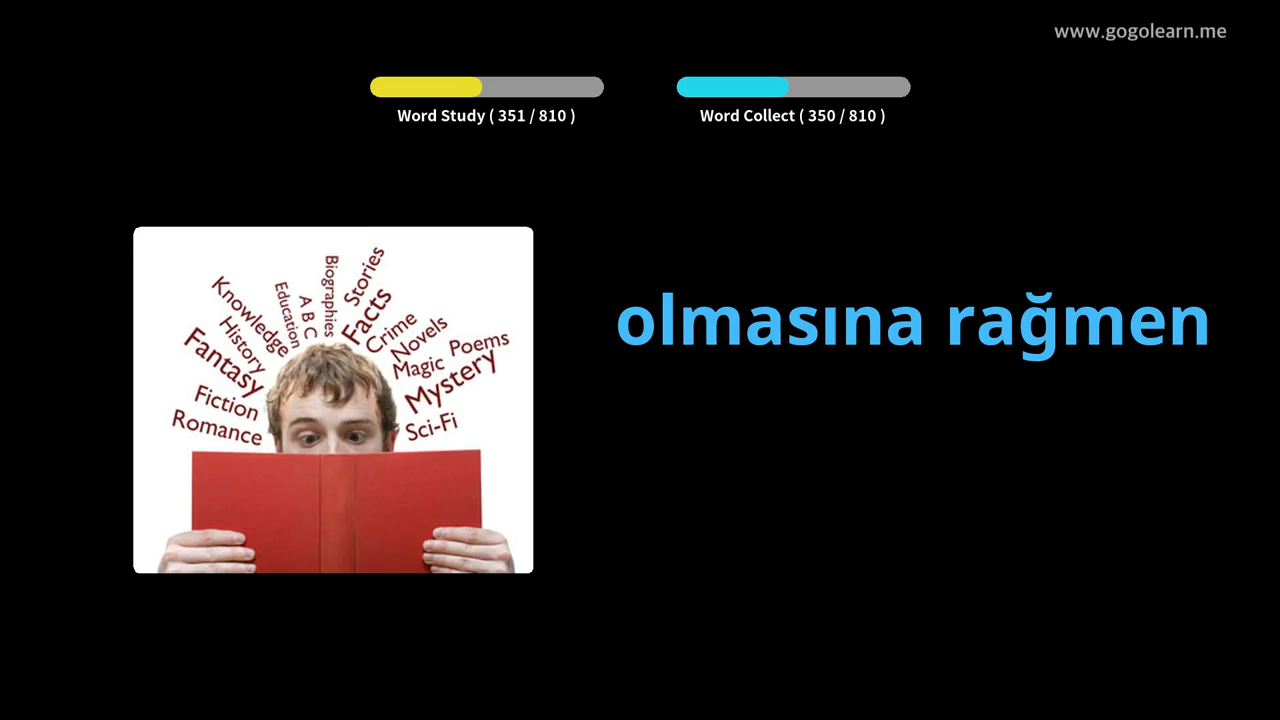 www.gogolearn.me
Word Study ( 351 / 810 )
Word Collect ( 350 / 810 )
olmasına rağmen
Knowledge
Education
A B C
Biographies
Stories
Facts
History
Crime
Novels
Fantasy
Magic
Poems
Mystery
Fiction
Romance
Sci-Fi